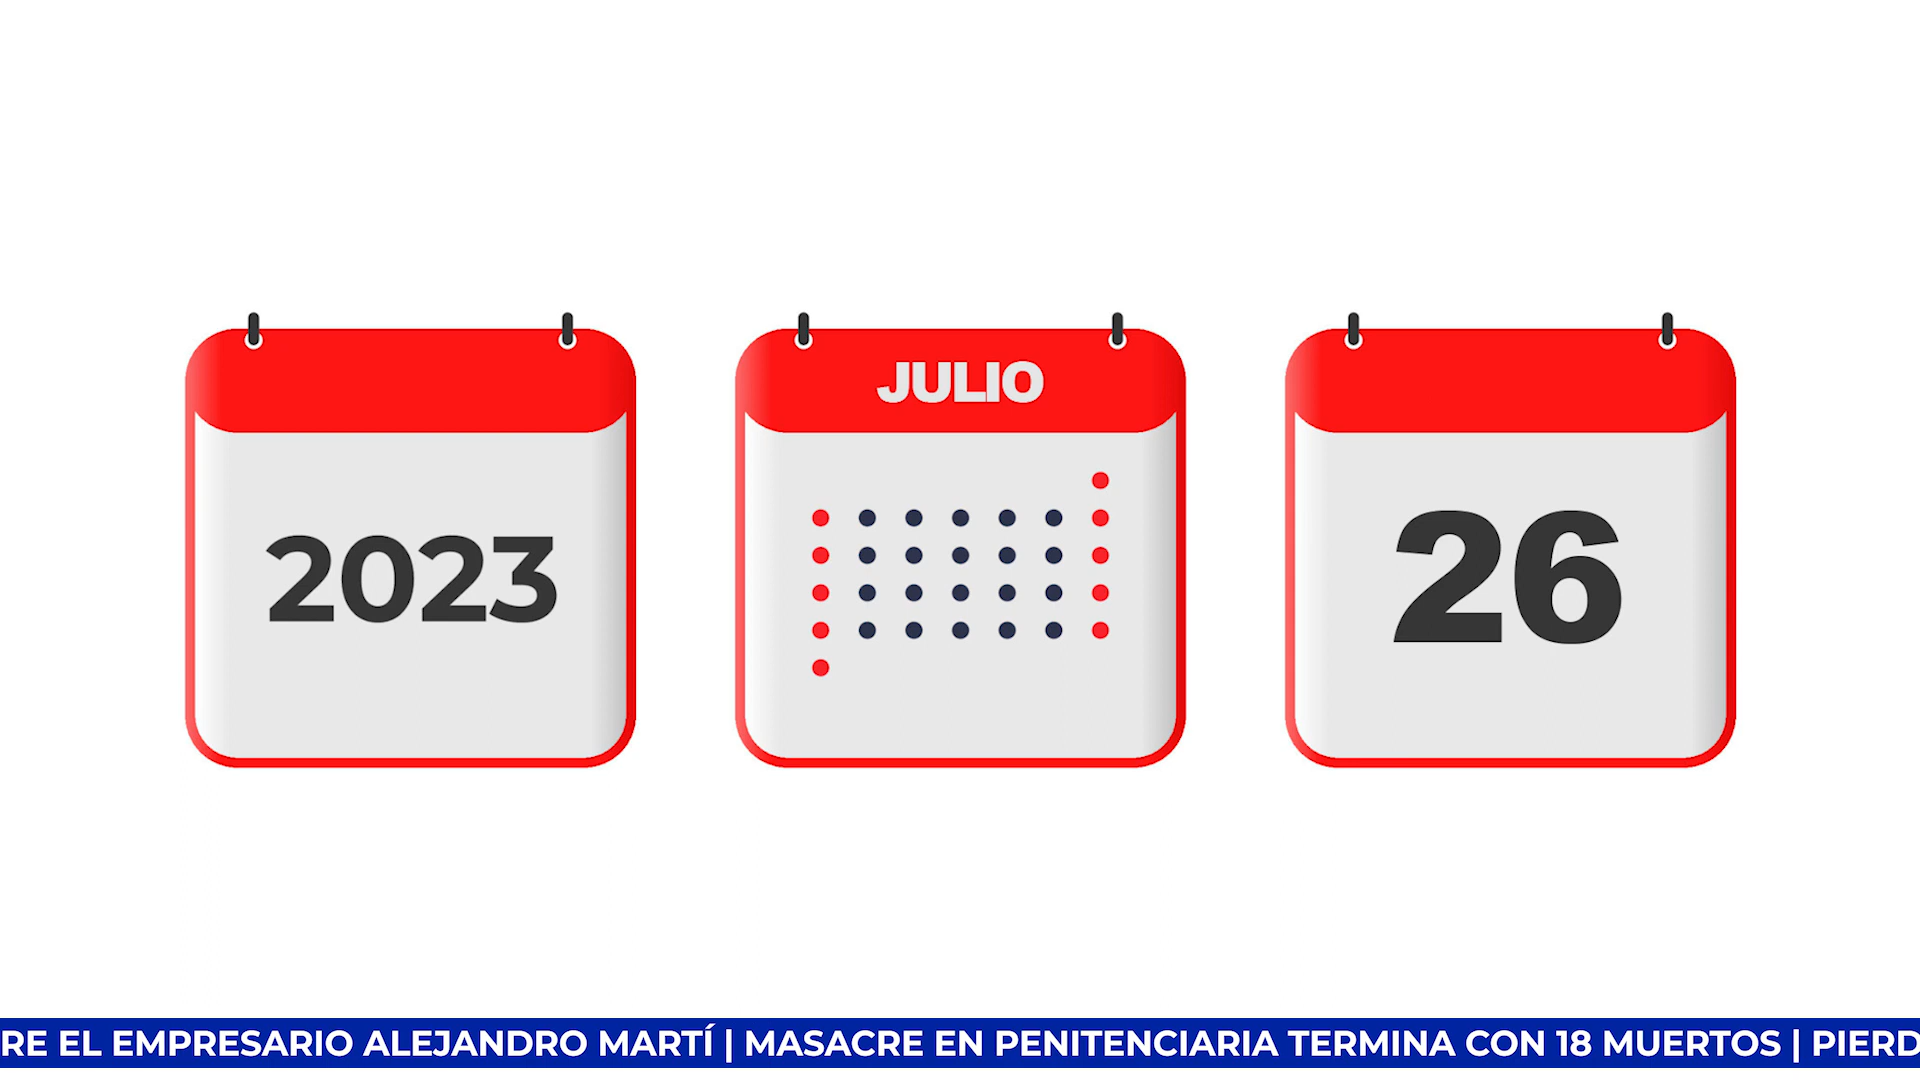 2023
JULIO
26
RE EL EMPRESARIO ALEJANDRO MARTÍ | MASACRE EN PENITENCIARIA TERMINA CON 18 MUERTOS | PIERD